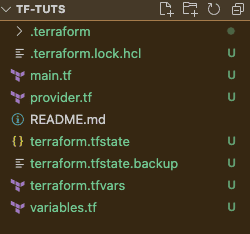 TF-TUTS
.terraform
.terraform.lock.hcl U
main.tf U
provider.tf U
README.md
terraform.tfstate U
terraform.tfstate.backup U
terraform.tfvars U
variables.tf U